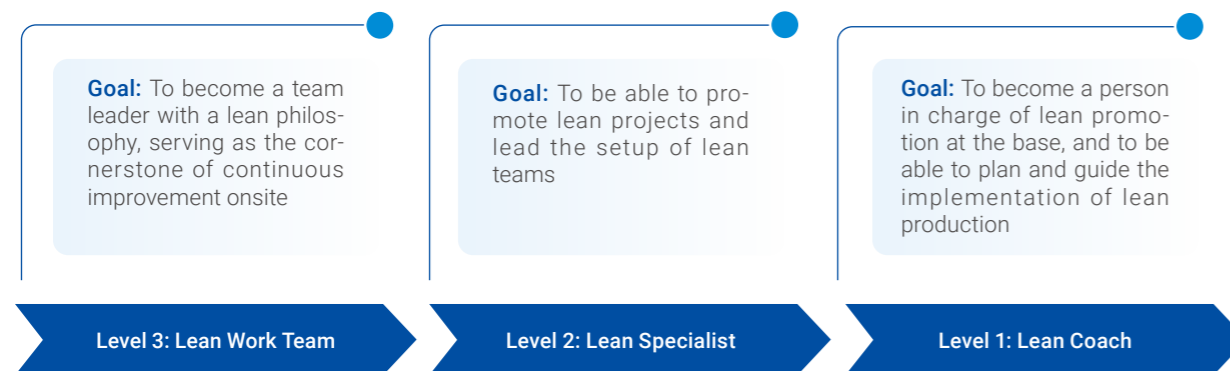 Goal: To become a team
leader with a lean philos-
ophy, serving as the cor-
nerstone of continuous
improvement onsite
Goal: To be able to pro-
mote lean projects and
lead the setup of lean
teams
Goal: To become a person
in charge of lean promo-
tion at the base, and to be
able to plan and guide the
implementation of lean
production
Level 3: Lean Work Team
Level 2: Lean Specialist
Level 1: Lean Coach